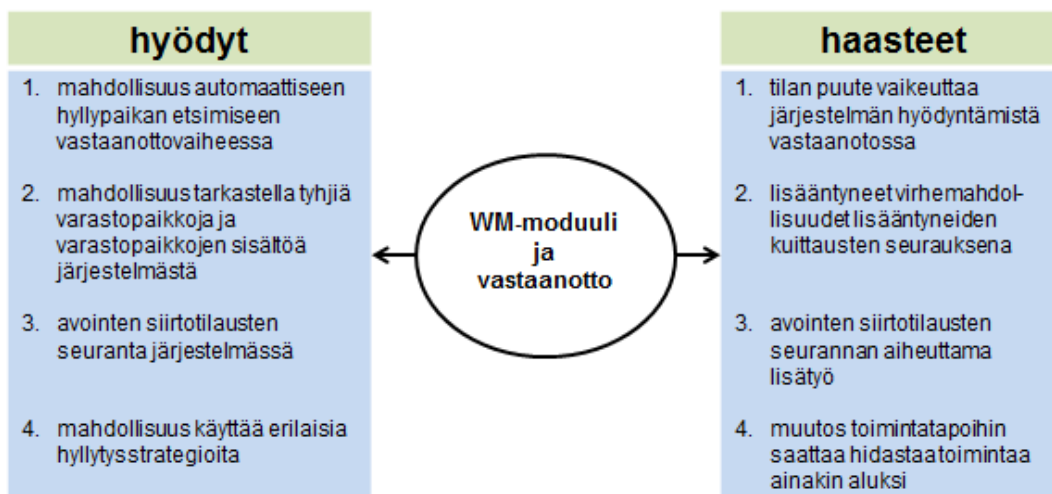 hyödyt
1. mahdollisuus automaattiseen
hyllypaikan etsimiseen
vastaanottovaiheessa
2. mahdollisuus tarkastella tyhjiä
varastopaikkoja ja
varastopaikkojen sisältöä
järjestelmästä
3. avointen siirtotilausten
seuranta järjestelmässä
4. mahdollisuus käyttää erilaisia
hyllytysstrategioita
WM-moduuli
ja
vastaanotto
haasteet
1. tilan puute vaikeuttaa
järjestelmän hyödyntämistä
vastaanotossa
2. lisääntyneet virhemahdol-
lisuudet lisääntyneiden
kuittausten seurauksena
3. avointen siirtotilausten
seurannan aiheuttama
lisätyö
4. muutos toimintatapoihin
saattaa hidastaa toimintaa
ainakin aluksi